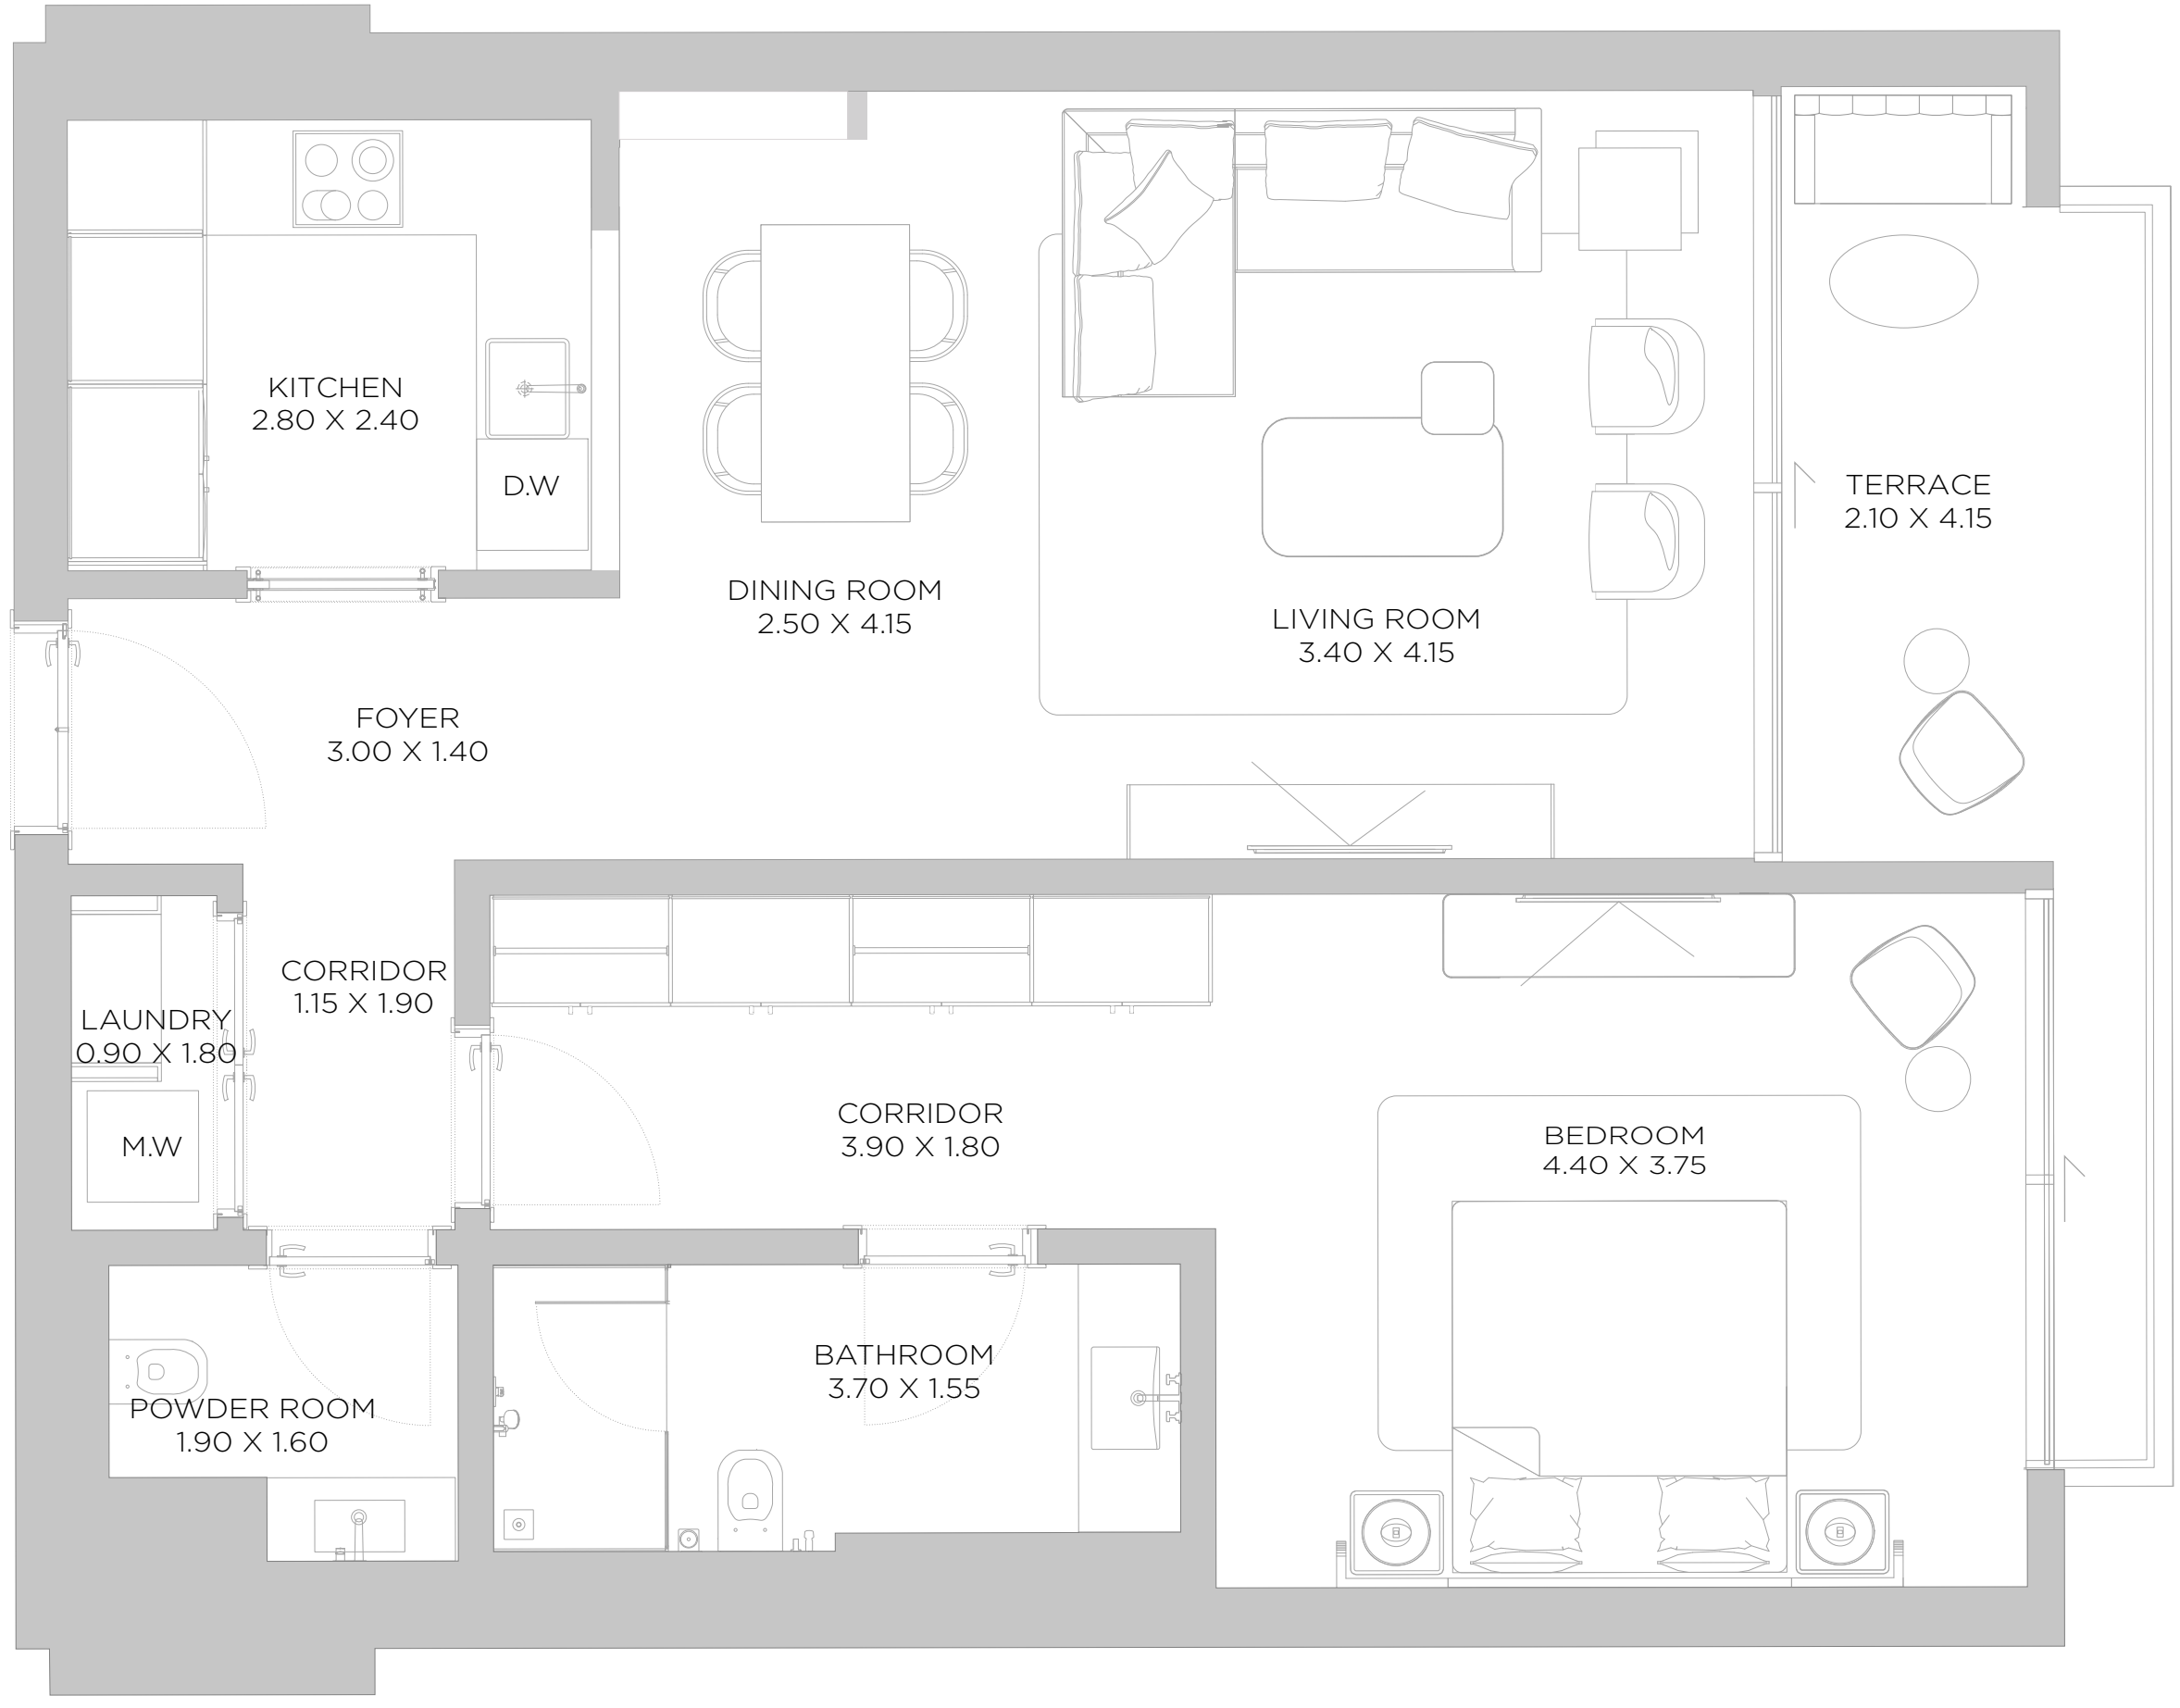 KITCHEN
2.80 X 2.40
D.W
TERRACE
2.10 X 4.15
DINING ROOM
2.50 X 4.15
LIVING ROOM
3.40 X 4.15
FOYER
3.00 X 1.40
CORRIDOR
1.15 X 1.90
LAUNDRY
0.90 X 1.80
M.W
CORRIDOR
3.90 X 1.80
BEDROOM
4.40 X 3.75
BATHROOM
3.70 X 1.55
POWDER ROOM
1.90 X 1.60